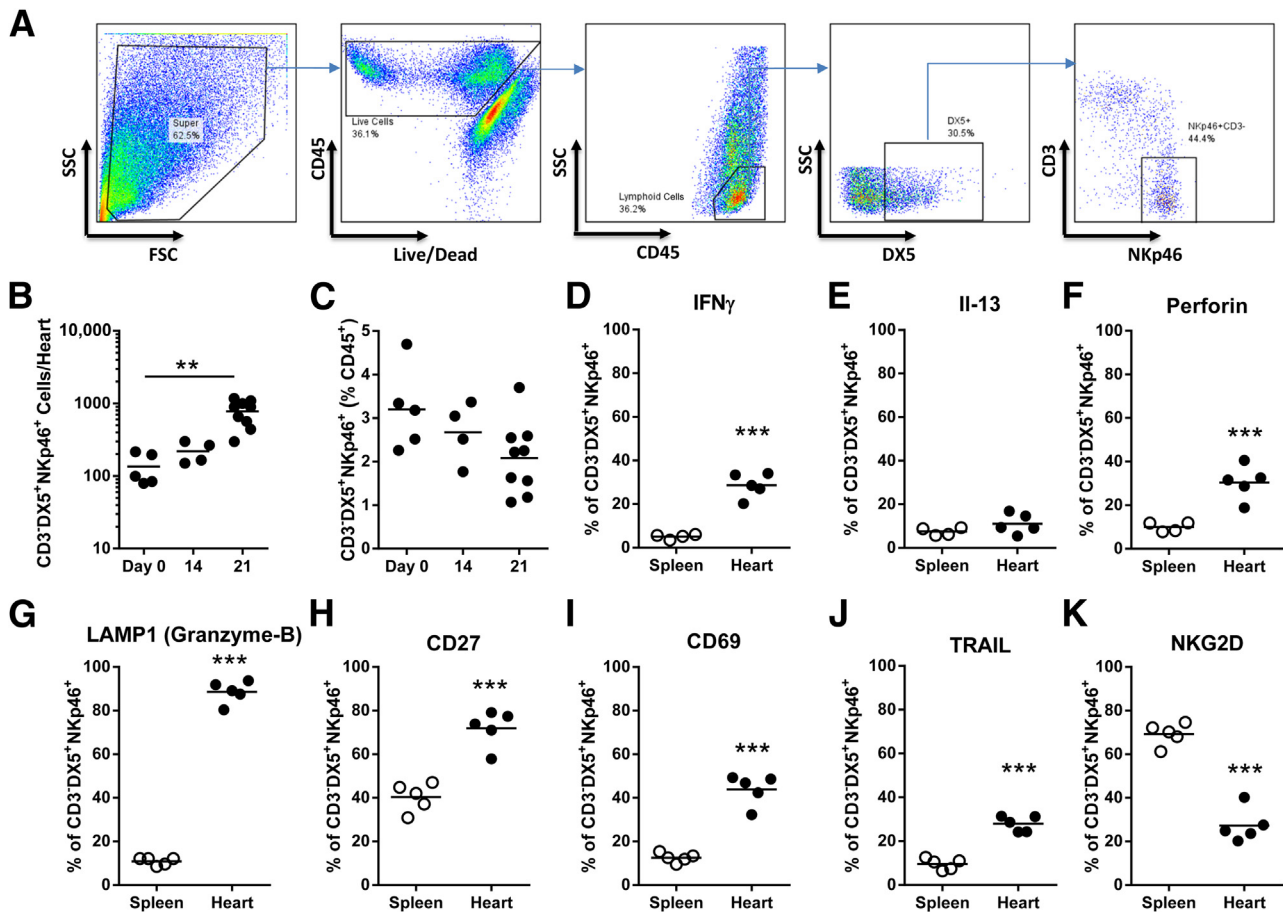 A
SSC
Super
62.5%
FSC
CD45
Live Cells
36.1%
Live/Dead
SSC
Lymphoid Cells
36.2%
CD45
SSC
DX5+
30.5%
DX5
CD3
NKp46+CD3-
44.4%
NKp46
B
CD3⁻DX5⁺NKp46⁺ Cells/Heart
10,000
1000
100
10
**
Day 0 14 21
C
CD3⁻DX5⁺NKp46⁺ (% CD45⁺)
5
4
3
2
1
0
Day 0 14 21
D
IFNγ
% of CD3⁻DX5⁺NKp46⁺
100
80
60
40
20
0
***
Spleen Heart
E
Il-13
% of CD3⁻DX5⁺NKp46⁺
100
80
60
40
20
0
Spleen Heart
F
Perforin
% of CD3⁻DX5⁺NKp46⁺
100
80
60
40
20
0
***
Spleen Heart
G
LAMP1 (Granzyme-B)
% of CD3⁻DX5⁺NKp46⁺
100
80
60
40
20
0
***
Spleen Heart
H
CD27
% of CD3⁻DX5⁺NKp46⁺
100
80
60
40
20
0
***
Spleen Heart
I
CD69
% of CD3⁻DX5⁺NKp46⁺
100
80
60
40
20
0
***
Spleen Heart
J
TRAIL
% of CD3⁻DX5⁺NKp46⁺
100
80
60
40
20
0
***
Spleen Heart
K
NKG2D
% of CD3⁻DX5⁺NKp46⁺
100
80
60
40
20
0
***
Spleen Heart